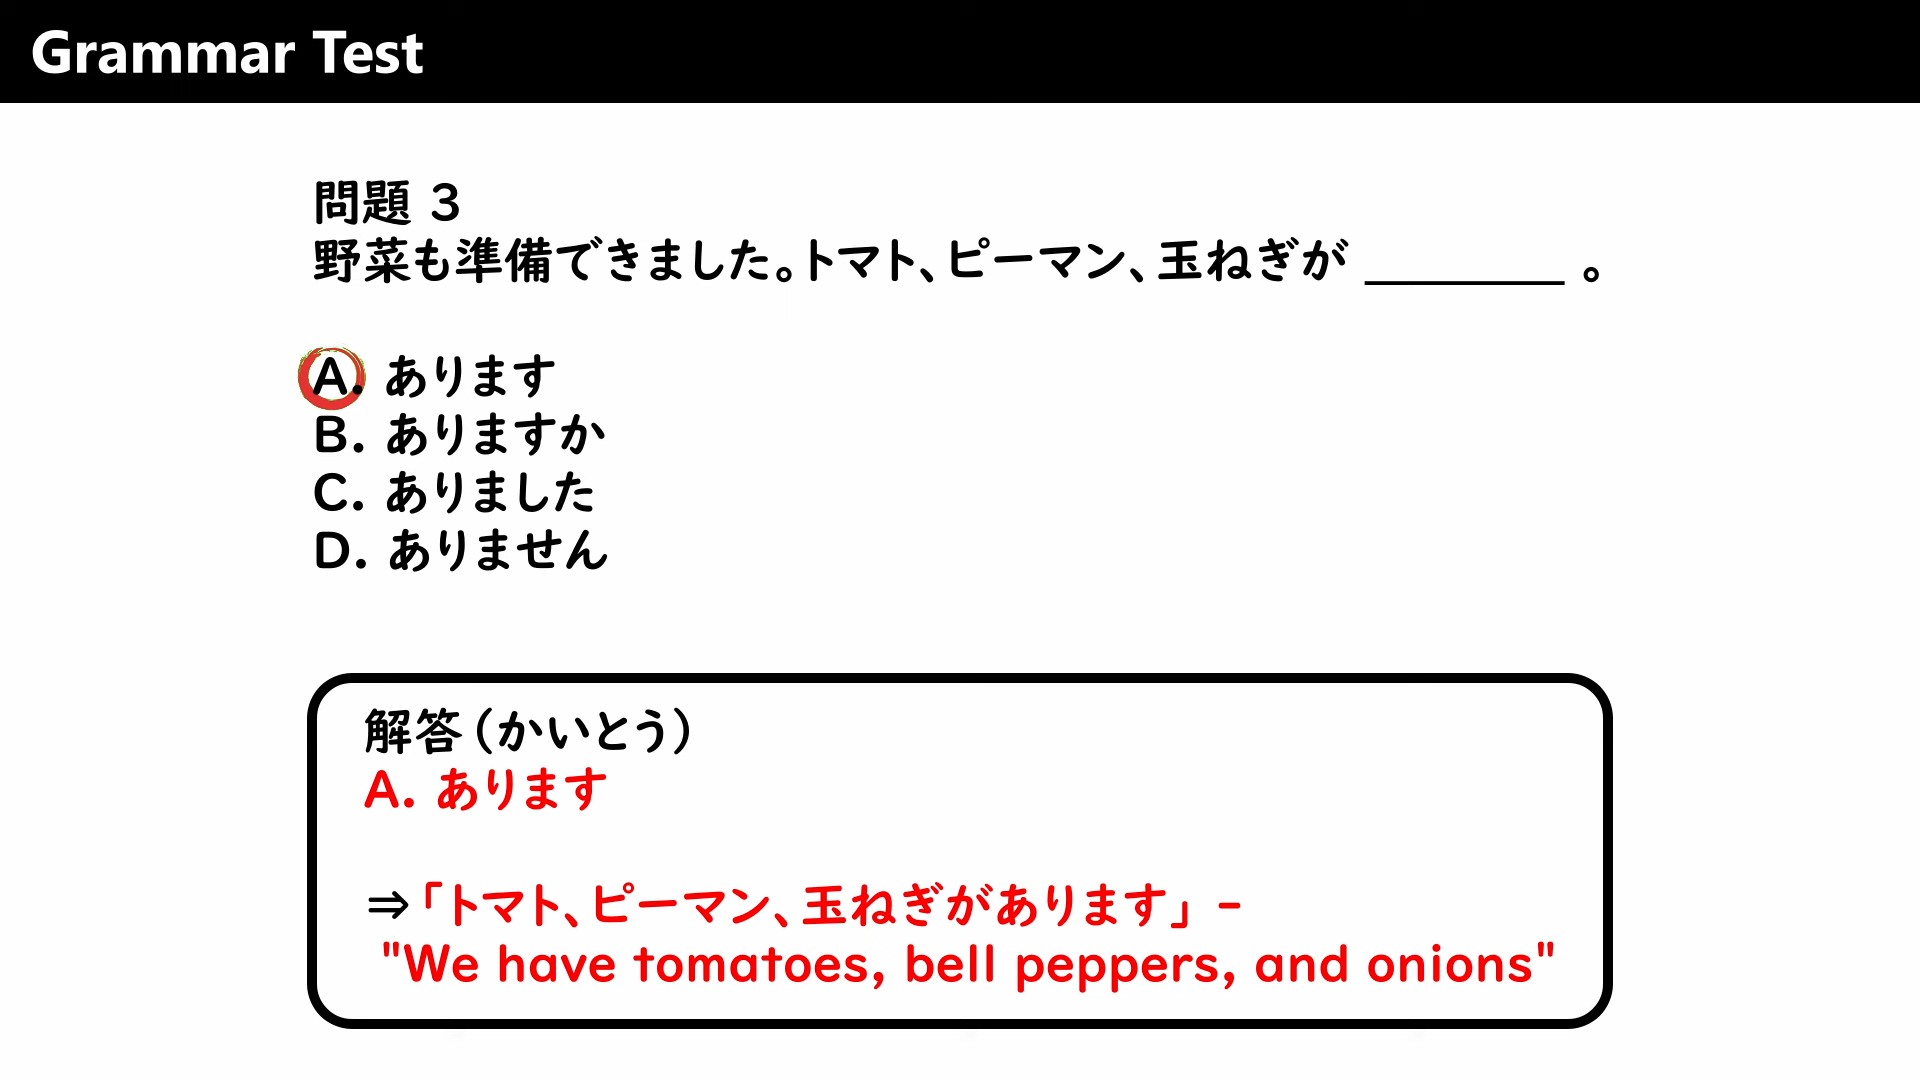 Grammar Test
問題 3
野菜も準備できました。トマト、ピーマン、玉ねぎが ________ 。
A. あります
B. ありますか
C. ありました
D. ありません
解答（かいとう）
A. あります
⇒「トマト、ピーマン、玉ねぎがあります」 -
"We have tomatoes, bell peppers, and onions"